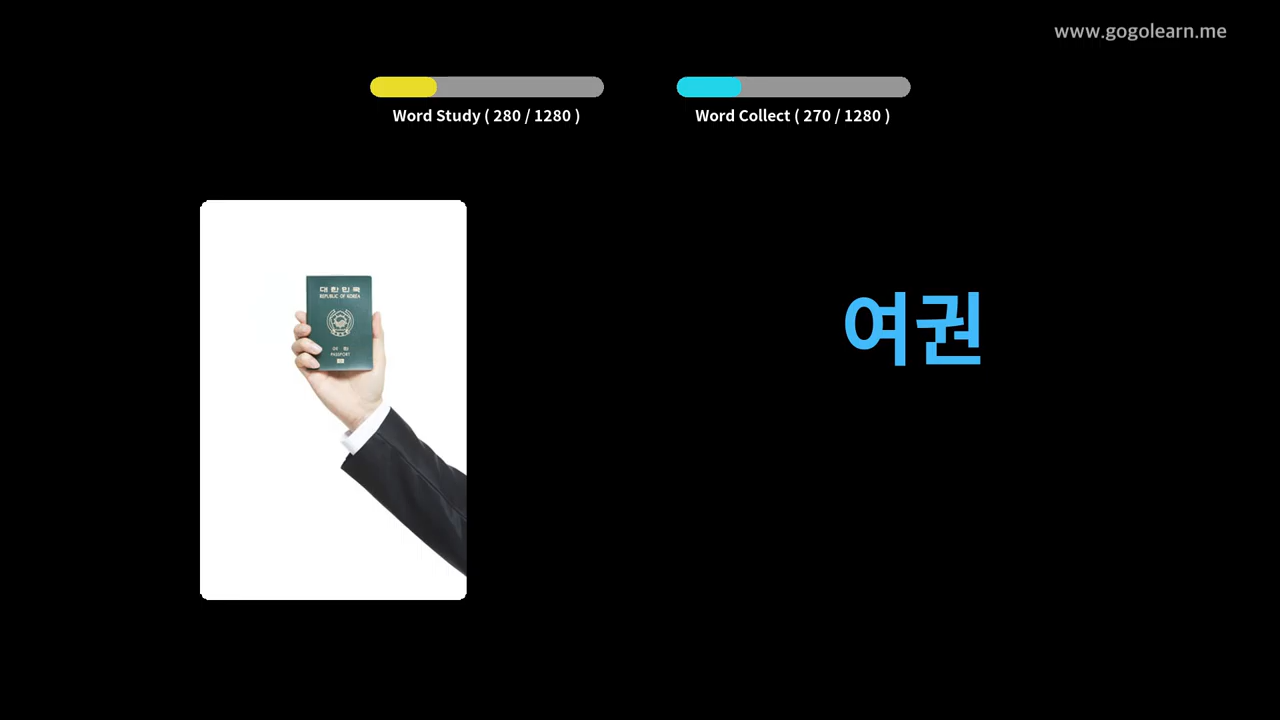 www.gogolearn.me
Word Study ( 280 / 1280 )
Word Collect ( 270 / 1280 )
대한민국
REPUBLIC OF KOREA
여권
PASSPORT
여권